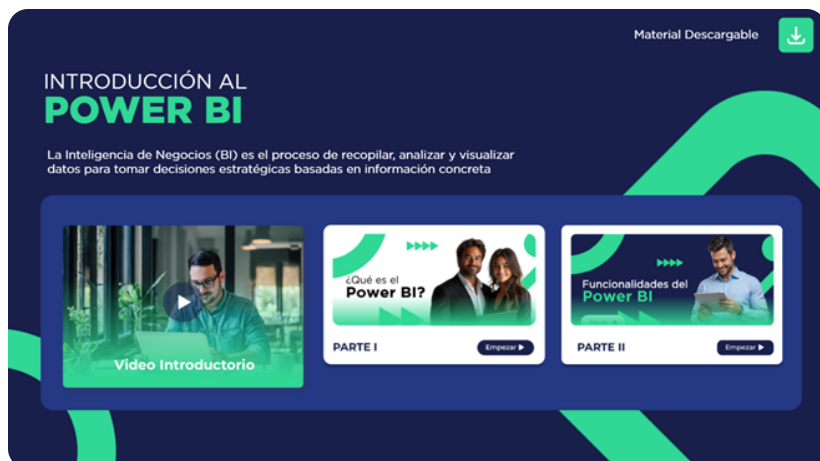 Material Descargable
INTRODUCCIÓN AL
POWER BI
La Inteligencia de Negocios (BI) es el proceso de recopilar, analizar y visualizar
datos para tomar decisiones estratégicas basadas en información concreta
Video Introductorio
¿Qué es el
Power BI?
PARTE I
Empezar
Funcionalidades del
Power BI
PARTE II
Empezar